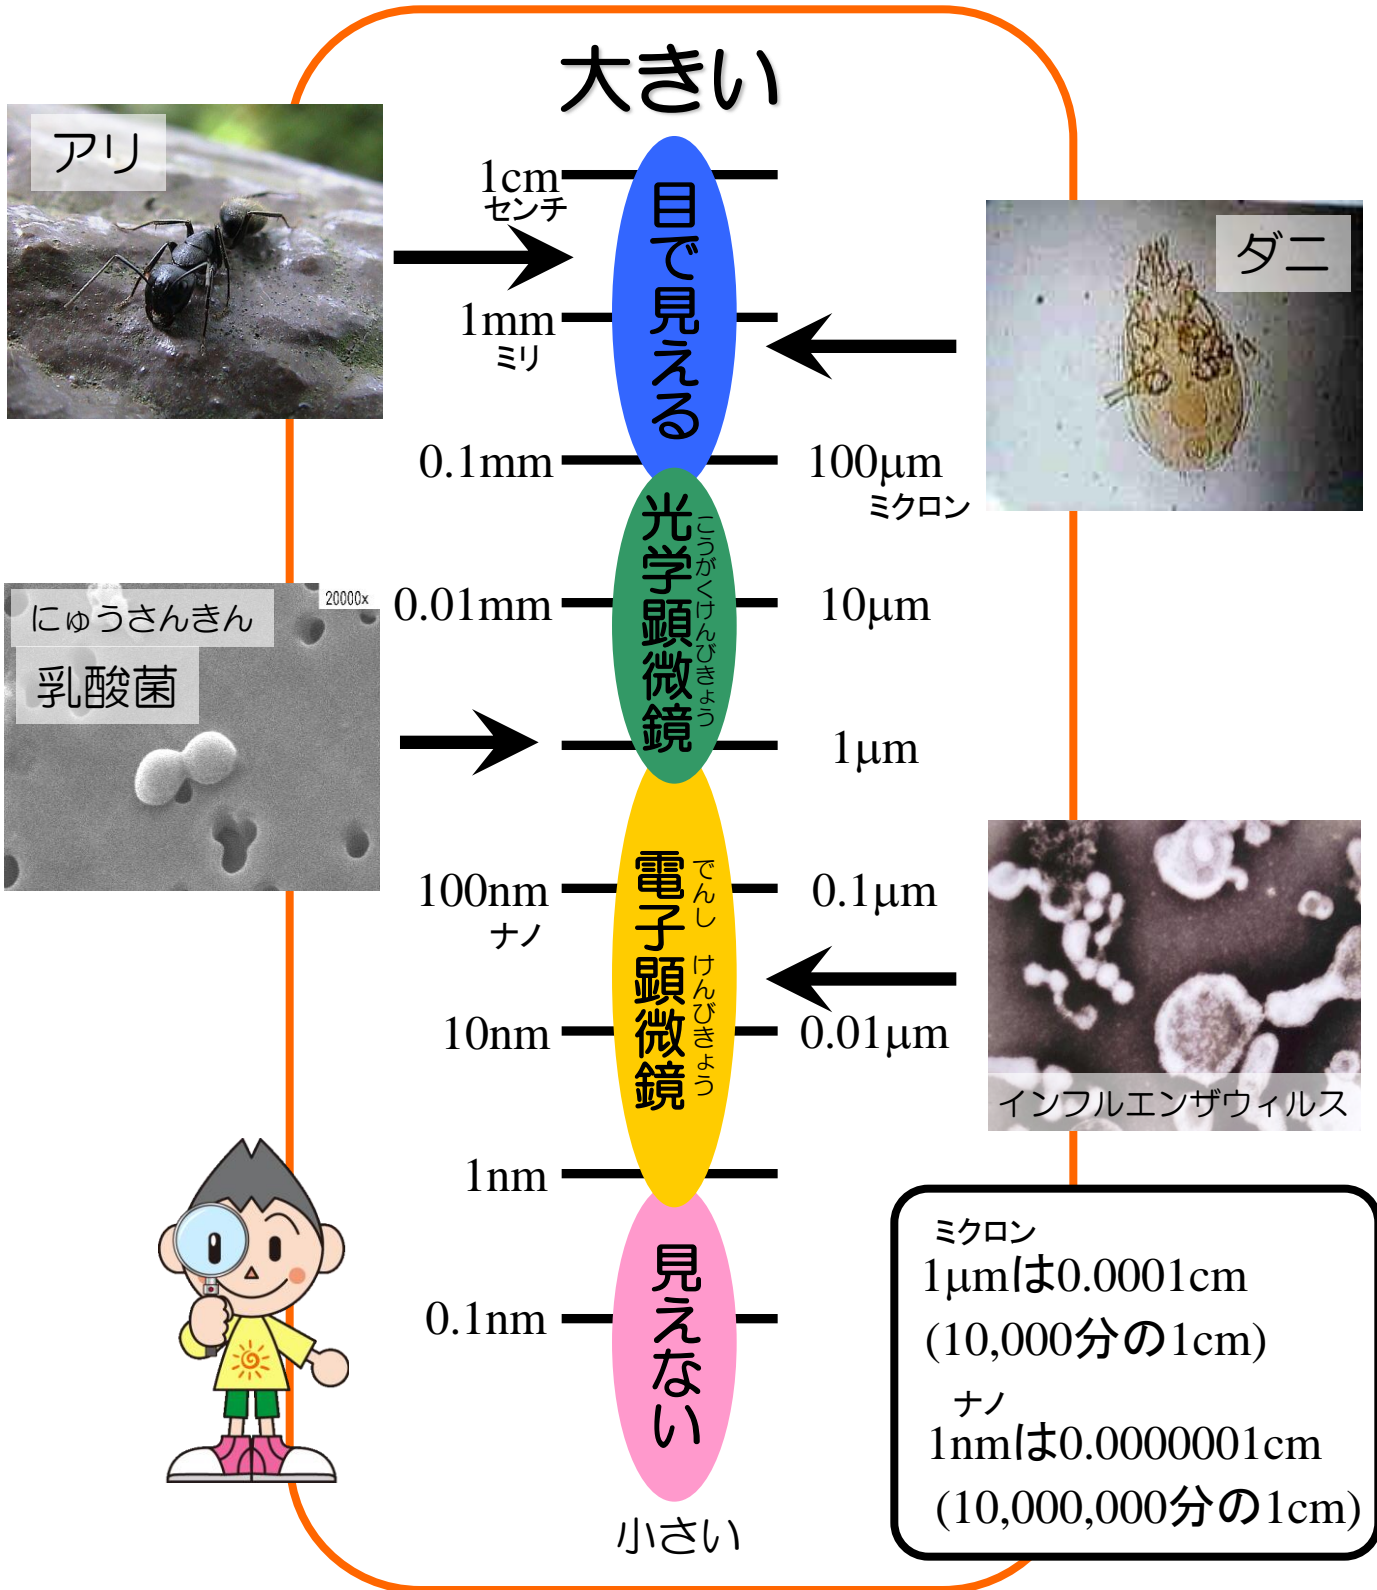 大きい
アリ
1cm
センチ
目で見える
ダニ
1mm
ミリ
0.1mm
100μm
ミクロン
光学顕微鏡
こうがくけんびきょう
にゅうさんきん
乳酸菌
20000x
0.01mm
10μm
1μm
電子顕微鏡
でんし けんびきょう
100nm
ナノ
0.1μm
10nm
0.01μm
インフルエンザウィルス
1nm
見えない
0.1nm
小さい
ミクロン
1μmは0.0001cm
(10,000分の1cm)
ナノ
1nmは0.0000001cm
(10,000,000分の1cm)